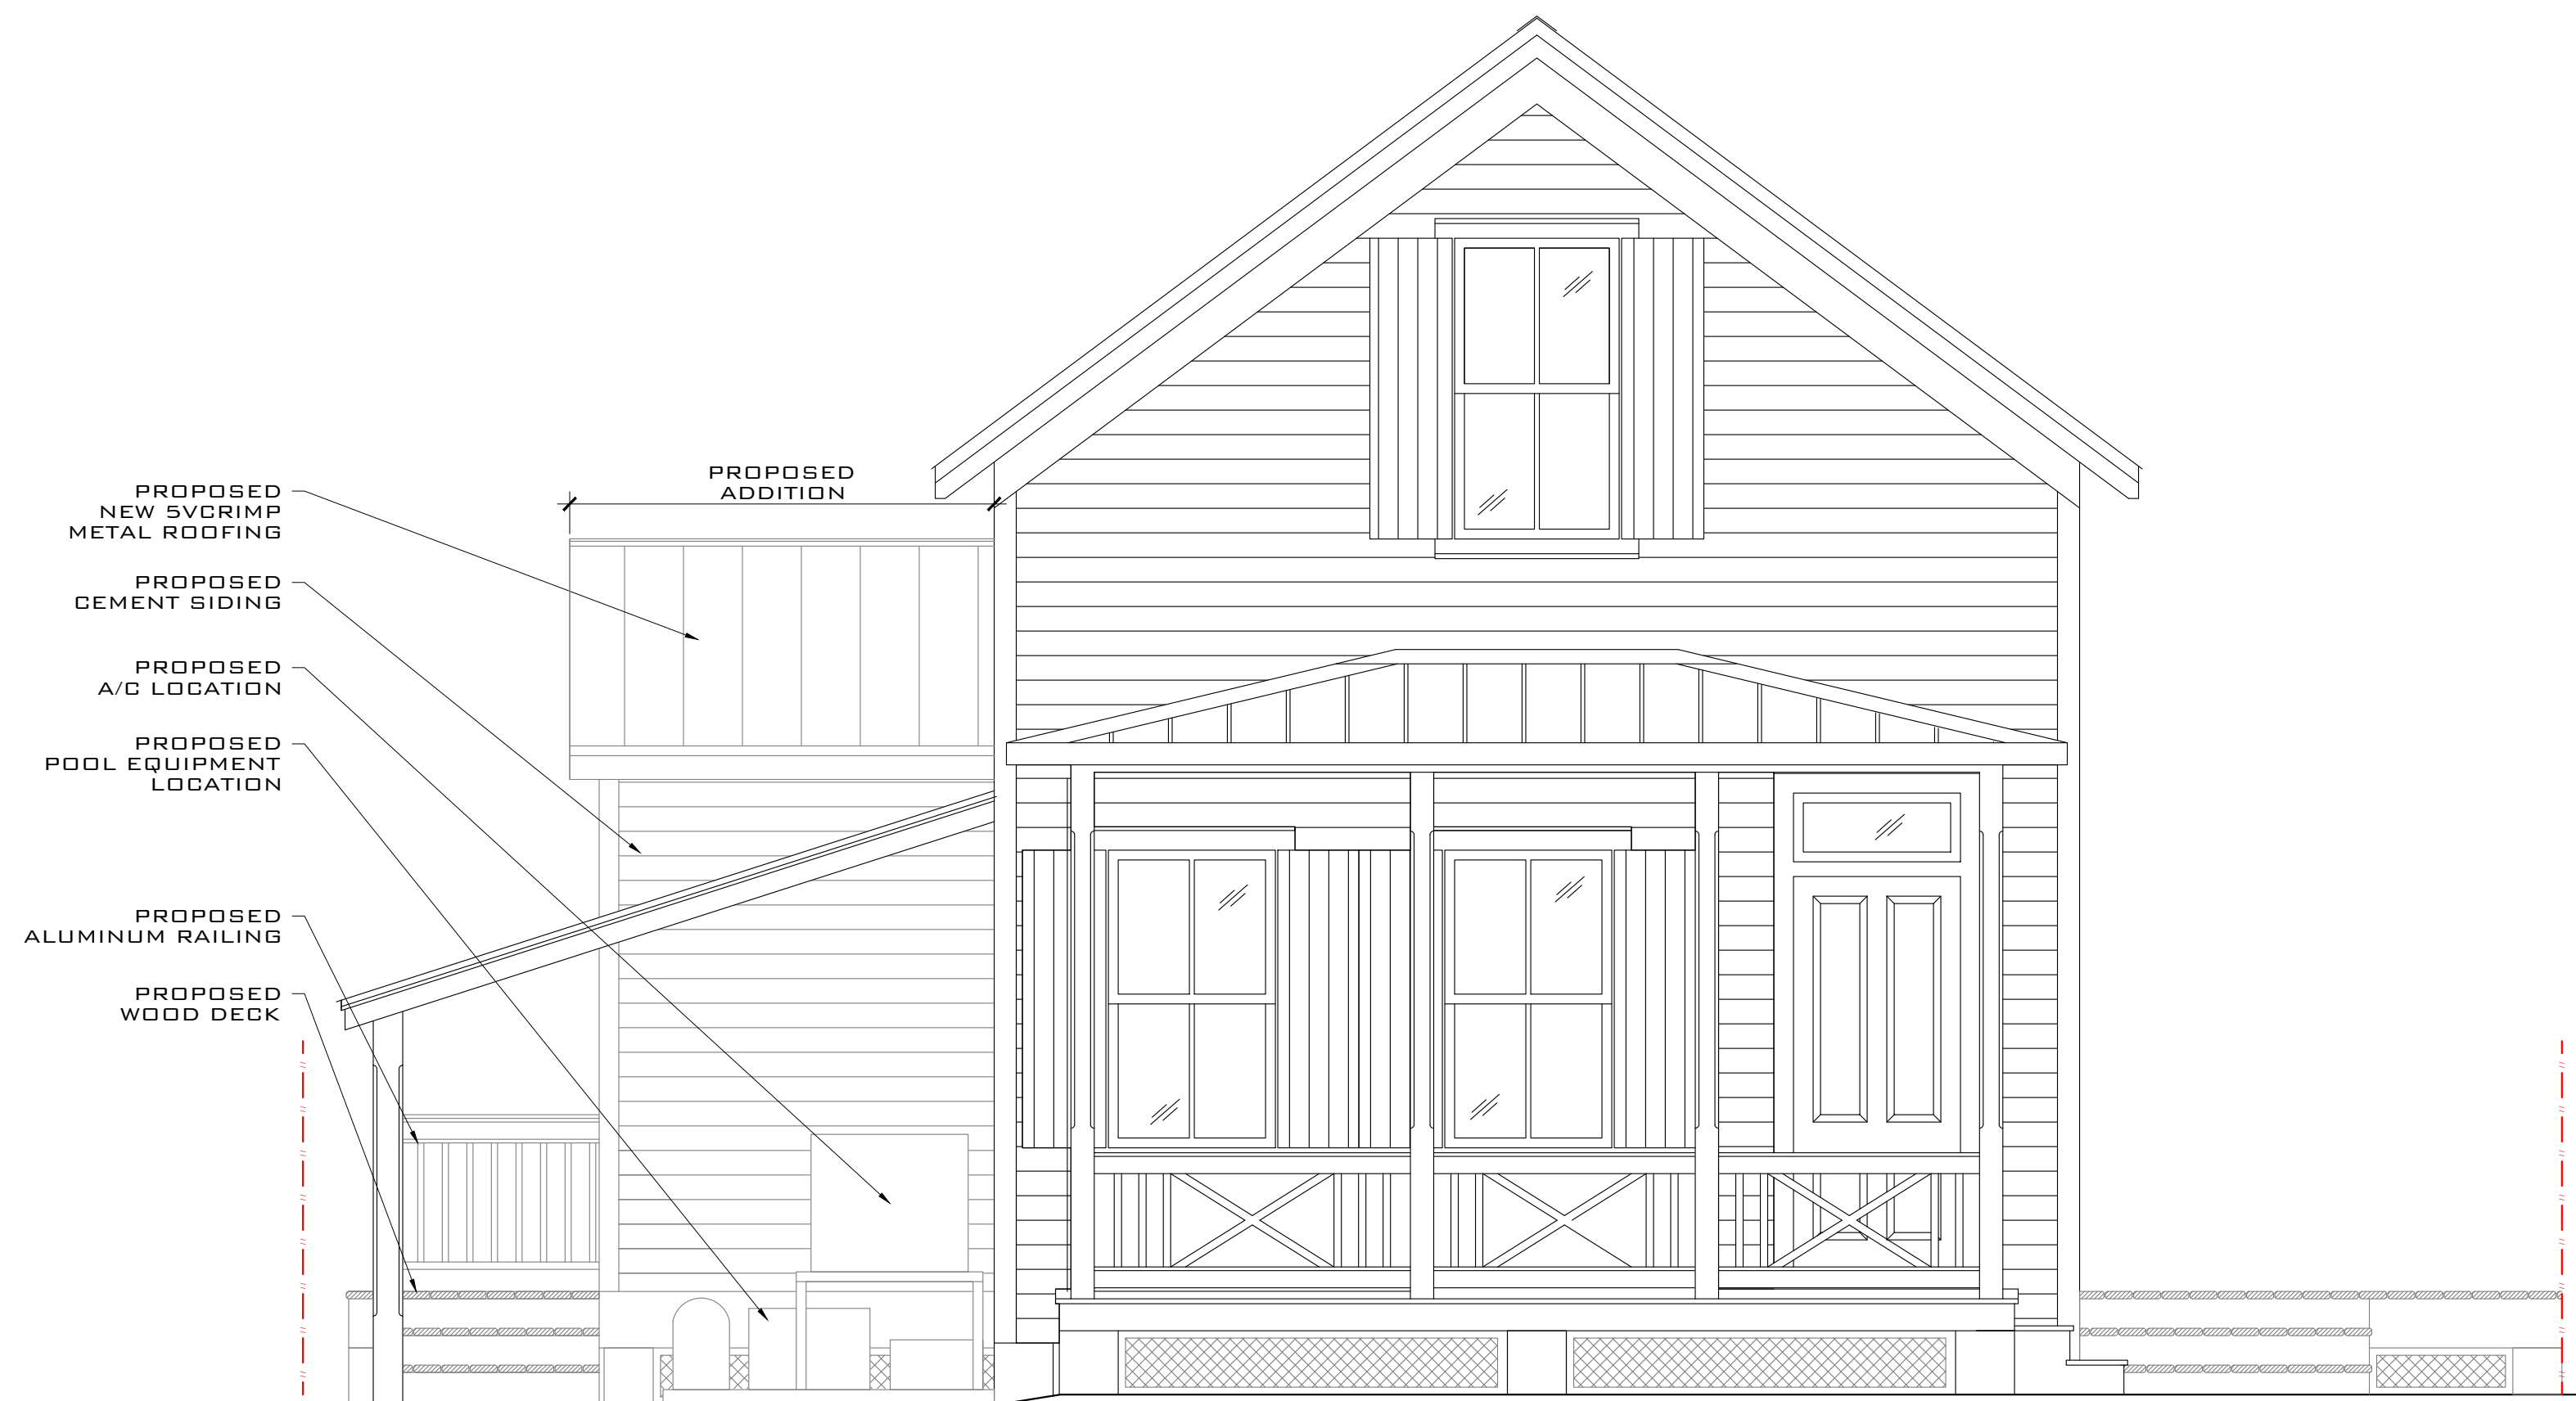 PROPOSED
ADDITION
PROPOSED
NEW 5VCRIMP
METAL ROOFING
PROPOSED
CEMENT SIDING
PROPOSED
A/C LOCATION
PROPOSED
POOL EQUIPMENT
LOCATION
PROPOSED
ALUMINUM RAILING
PROPOSED
WOOD DECK